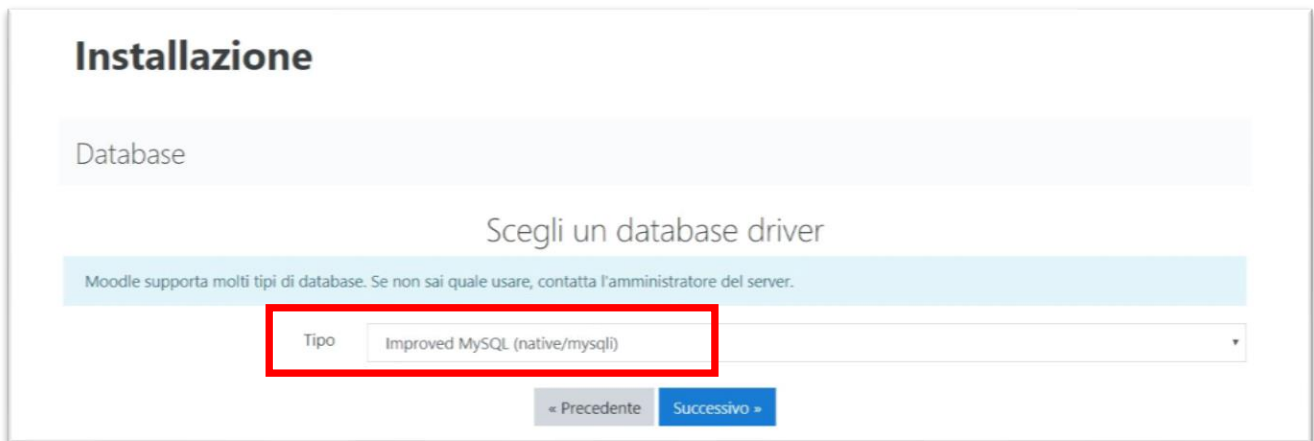 Installazione
Database
Scegli un database driver
Moodle supporta molti tipi di database. Se non sai quale usare, contatta l'amministratore del server.
Tipo Improved MySQL (native/mysqli)
« Precedente Successivo »